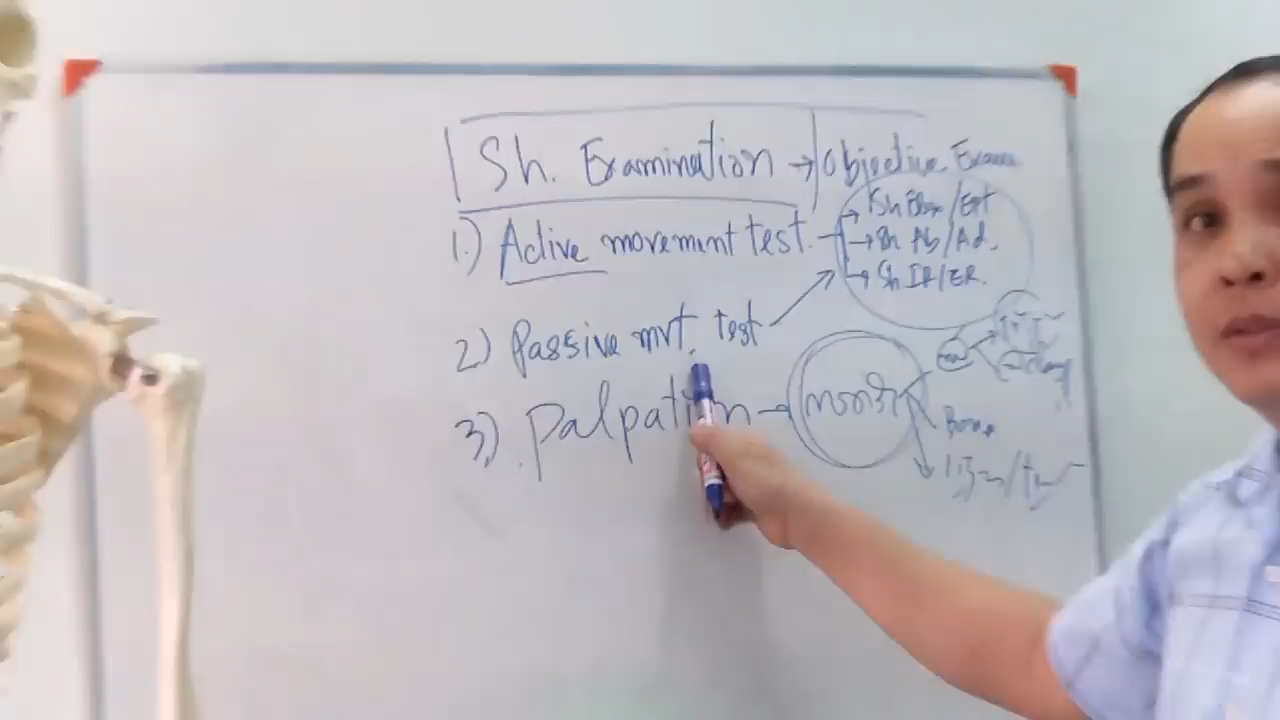 Sh. Examination → Objective Exam
1.) Active movement test → Sh Flex/Ext
→ Sh Ab/Ad.
→ Sh IR/ER.
2) Passive mvt. test
3) Palpation →
Bone